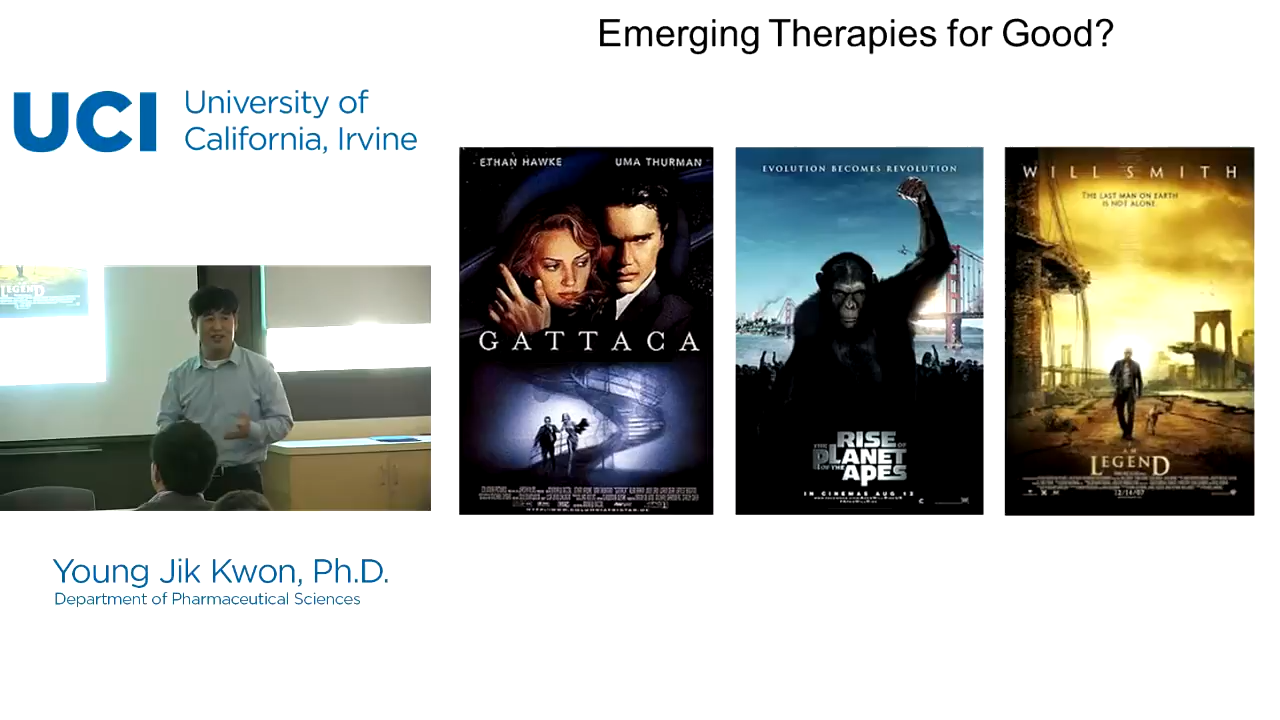 Emerging Therapies for Good?
UCI
University of
California, Irvine
ETHAN HAWKE
UMA THURMAN
GATTACA
EVOLUTION BECOMES REVOLUTION
RISE OF
THE PLANET
OF THE APES
IN CINEMAS AUG 12
WILL SMITH
THE LAST MAN ON EARTH
IS NOT ALONE.
I AM
LEGEND
12/14/07
LEGEND
Young Jik Kwon, Ph.D.
Department of Pharmaceutical Sciences